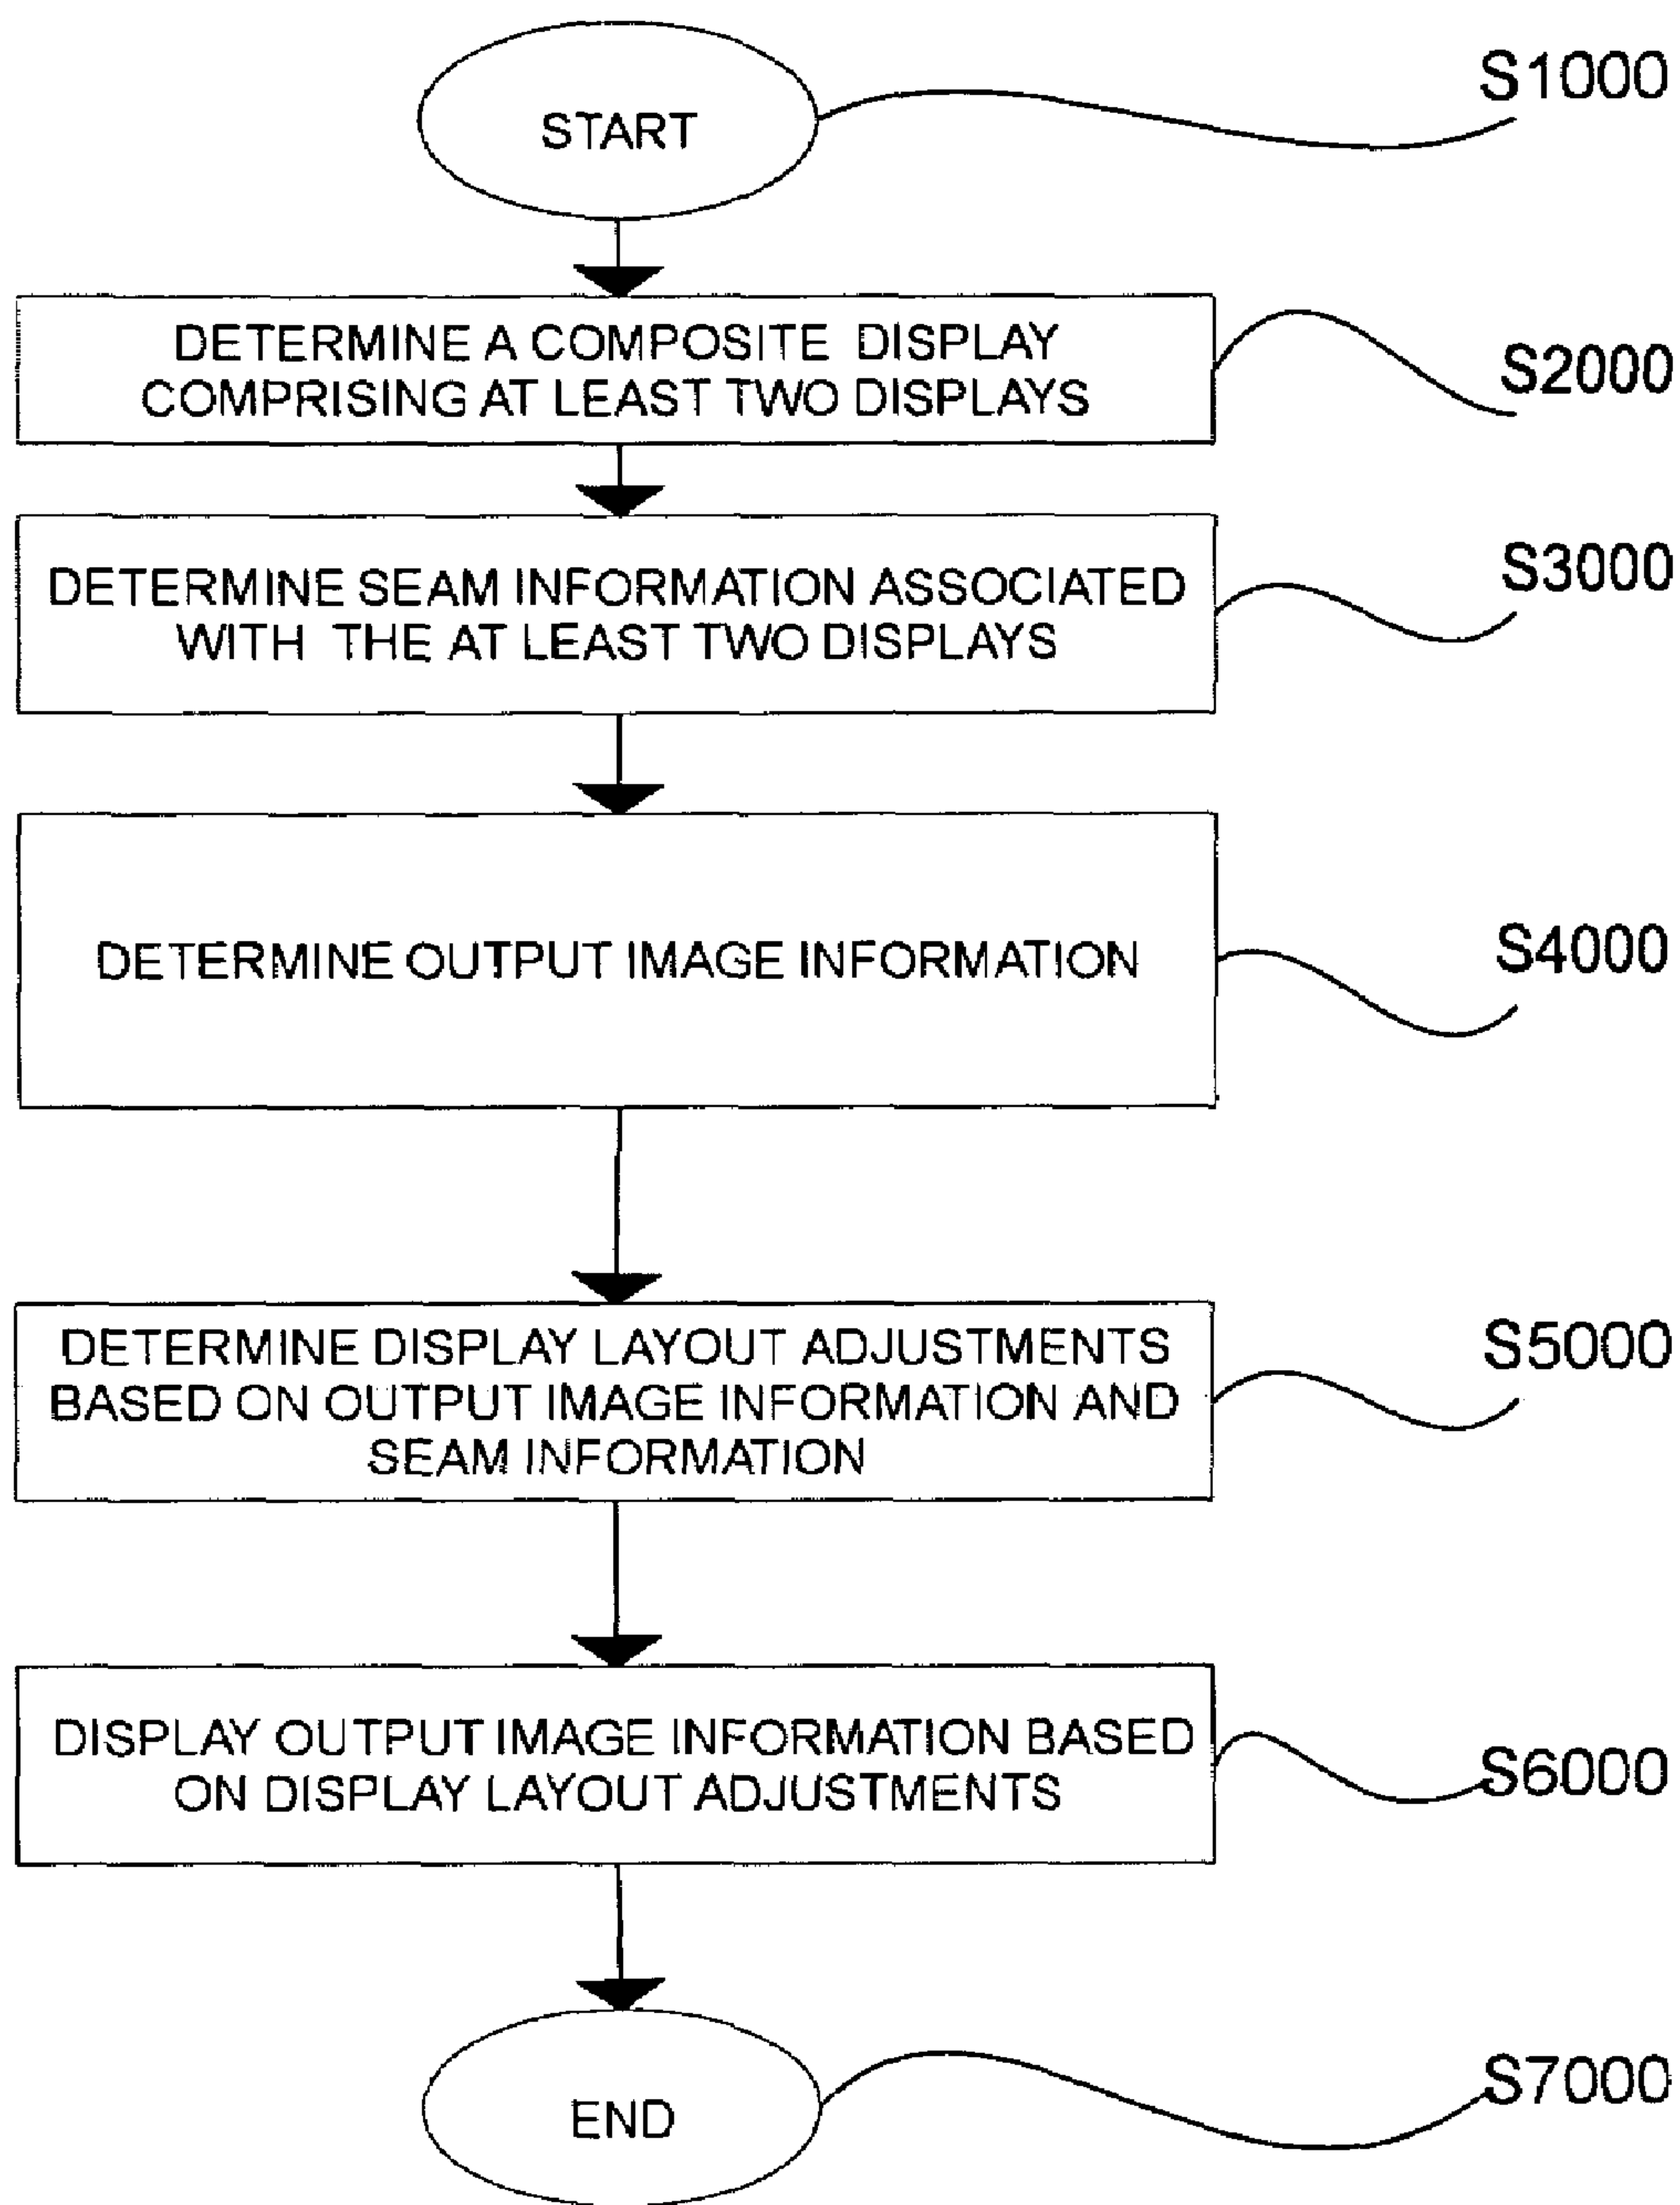 START
S1000
DETERMINE A COMPOSITE DISPLAY
COMPRISING AT LEAST TWO DISPLAYS
S2000
DETERMINE SEAM INFORMATION ASSOCIATED
WITH THE AT LEAST TWO DISPLAYS
S3000
DETERMINE OUTPUT IMAGE INFORMATION
S4000
DETERMINE DISPLAY LAYOUT ADJUSTMENTS
BASED ON OUTPUT IMAGE INFORMATION AND
SEAM INFORMATION
S5000
DISPLAY OUTPUT IMAGE INFORMATION BASED
ON DISPLAY LAYOUT ADJUSTMENTS
S6000
END
S7000